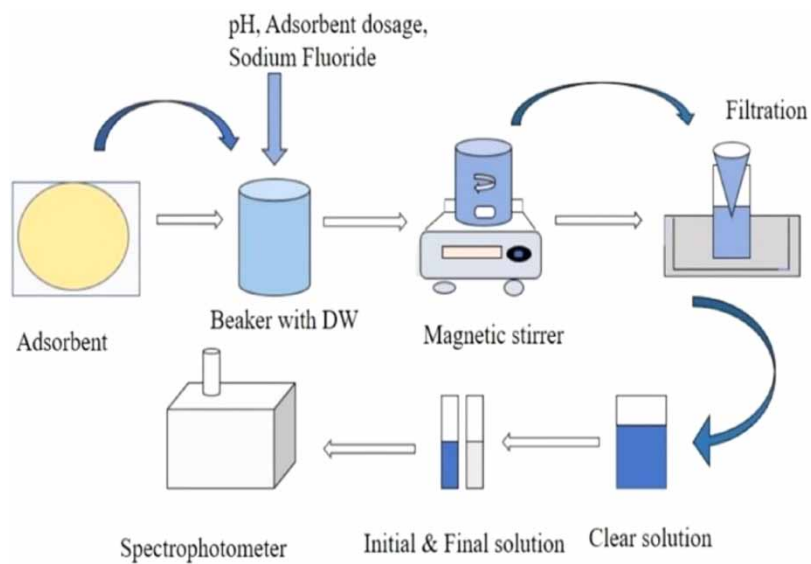 pH, Adsorbent dosage,
Sodium Fluoride
Filtration
Beaker with DW
Magnetic stirrer
Adsorbent
Spectrophotometer
Initial & Final solution
Clear solution